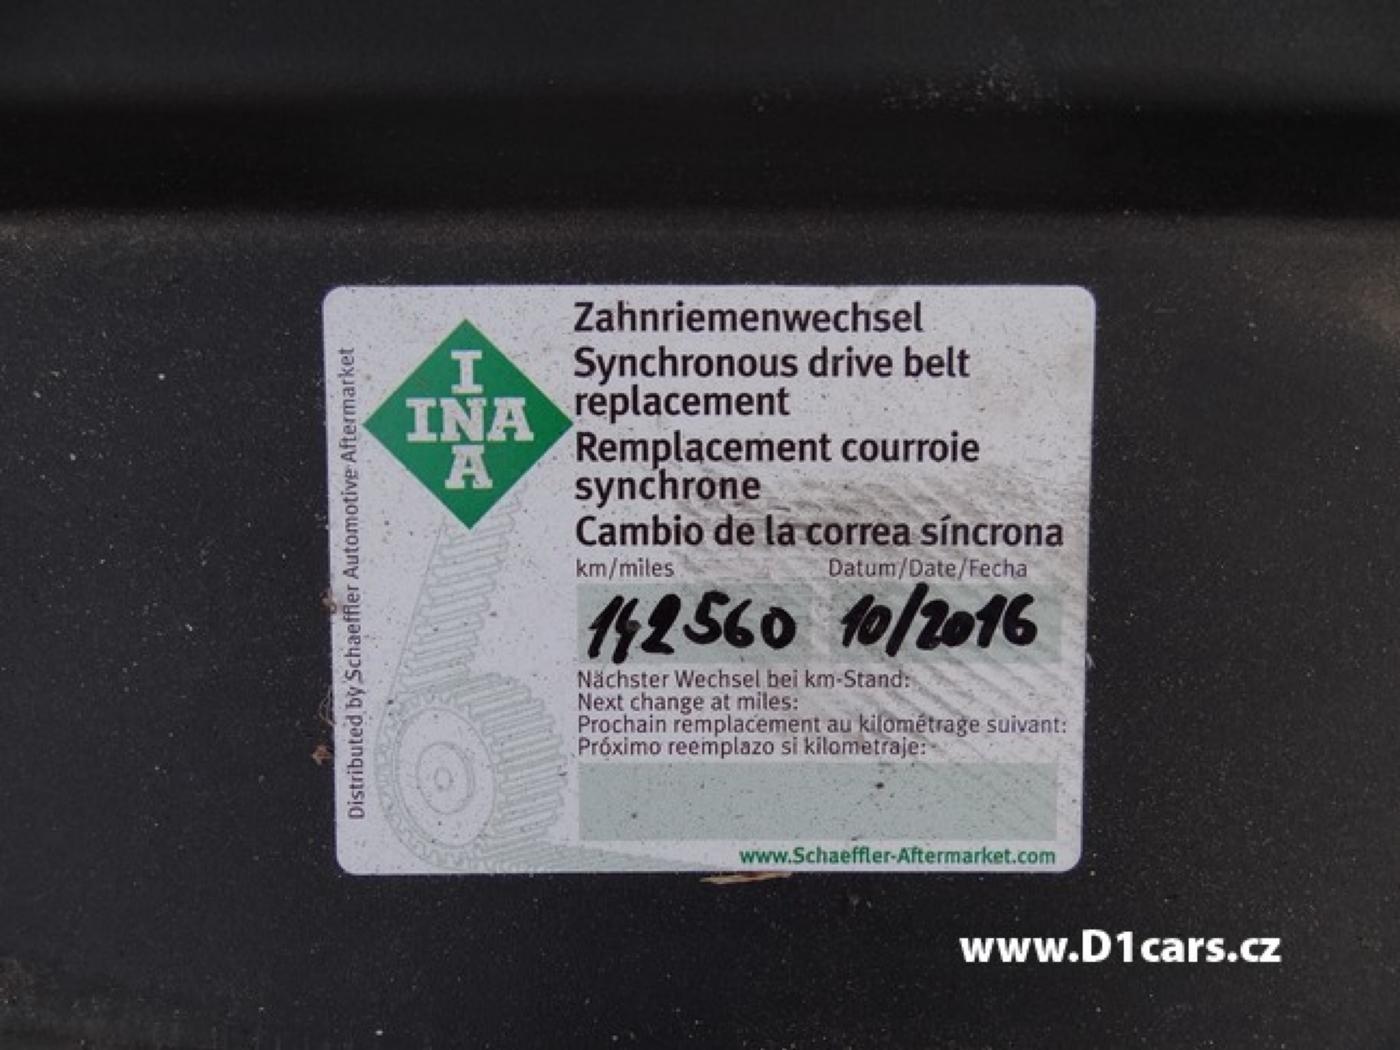 Distributed by Schaeffler Automotive Aftermarket
I
INA
A
Zahnriemenwechsel
Synchronous drive belt
replacement
Remplacement courroie
synchrone
Cambio de la correa síncrona
km/miles Datum/Date/Fecha
142560 10/2016
Nächster Wechsel bei km-Stand:
Next change at miles:
Prochain remplacement au kilométrage suivant:
Próximo reemplazo si kilometraje:
www.Schaeffler-Aftermarket.com
www.D1cars.cz